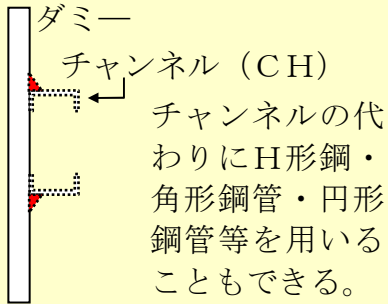 ダミ―
チャンネル（ＣＨ）
チャンネルの代
わりにＨ形鋼・
角形鋼管・円形
鋼管等を用いる
こともできる。